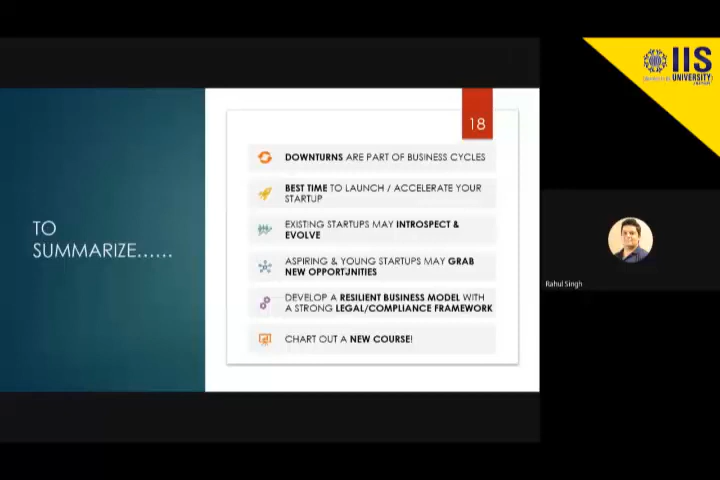 IIS
UNIVERSITY
18
DOWNTURNS ARE PART OF BUSINESS CYCLES
BEST TIME TO LAUNCH / ACCELERATE YOUR
STARTUP
TO
SUMMARIZE......
EXISTING STARTUPS MAY INTROSPECT &
EVOLVE
ASPIRING & YOUNG STARTUPS MAY GRAB
NEW OPPORTUNITIES
DEVELOP A RESILIENT BUSINESS MODEL WITH
A STRONG LEGAL/COMPLIANCE FRAMEWORK
CHART OUT A NEW COURSE!
Rahul Singh